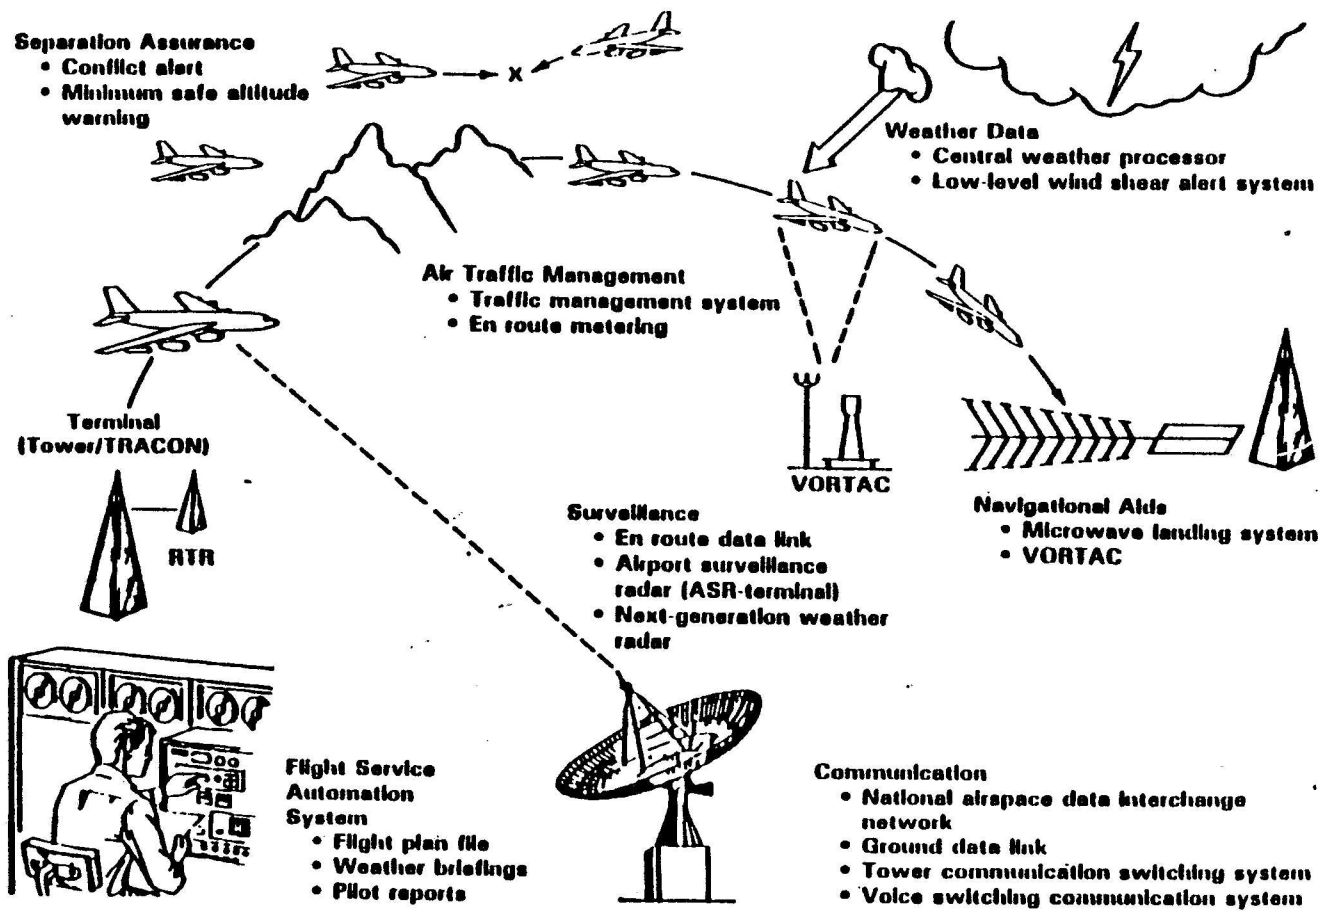 Separation Assurance
• Conflict alert
• Minimum safe altitude
warning
X
Weather Data
• Central weather processor
• Low-level wind shear alert system
Air Traffic Management
• Traffic management system
• En route metering
Terminal
(Tower/TRACON)
RTR
VORTAC
Navigational Aids
• Microwave landing system
• VORTAC
Surveillance
• En route data link
• Airport surveillance
radar (ASR-terminal)
• Next-generation weather
radar
Flight Service
Automation
System
• Flight plan file
• Weather briefings
• Pilot reports
Communication
• National airspace data interchange
network
• Ground data link
• Tower communication switching system
• Voice switching communication system